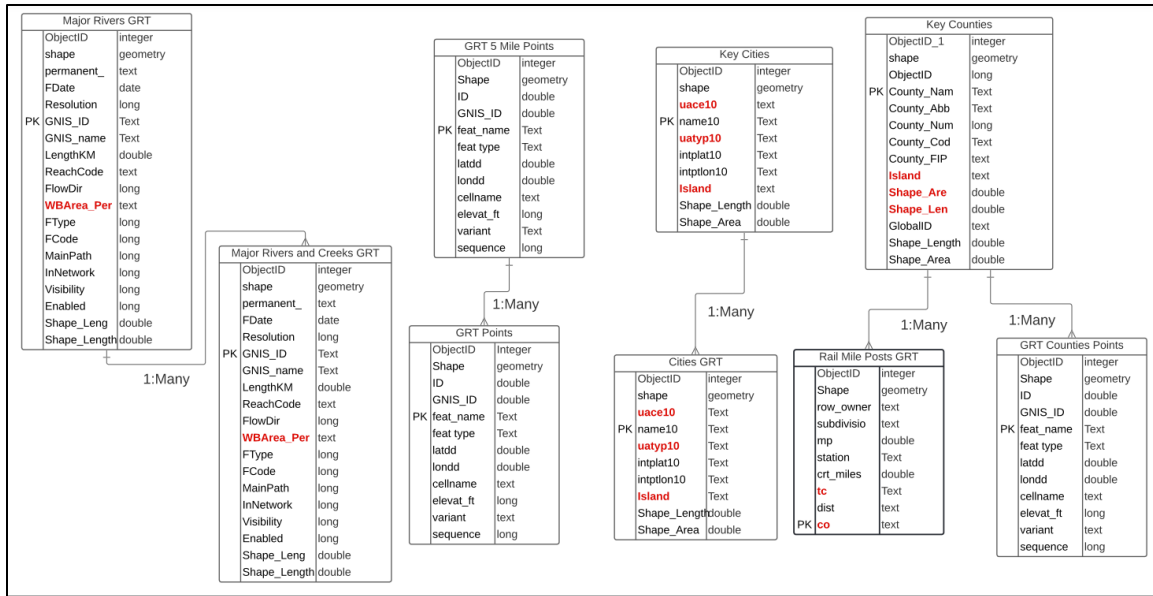 Major Rivers GRT
ObjectID integer
shape geometry
permanent_ text
FDate date
Resolution long
PK GNIS_ID Text
GNIS_name Text
LengthKM double
ReachCode text
FlowDir long
WBArea_Per text
FType long
FCode long
MainPath long
InNetwork long
Visibility long
Enabled long
Shape_Leng double
Shape_Length double
1:Many
Major Rivers and Creeks GRT
ObjectID integer
shape geometry
permanent_ text
FDate date
Resolution long
PK GNIS_ID Text
GNIS_name Text
LengthKM double
ReachCode text
FlowDir long
WBArea_Per text
FType long
FCode long
MainPath long
InNetwork long
Visibility long
Enabled long
Shape_Leng double
Shape_Length double
GRT 5 Mile Points
ObjectID integer
Shape geometry
ID double
GNIS_ID double
PK feat_name Text
feat type Text
latdd double
londd double
cellname text
elevat_ft long
variant Text
sequence long
1:Many
GRT Points
ObjectID Integer
Shape geometry
ID double
GNIS_ID double
PK feat_name Text
feat type Text
latdd double
londd double
cellname text
elevat_ft long
variant text
sequence long
Key Cities
ObjectID integer
shape geometry
uace10 text
PK name10 Text
uatyp10 Text
intplat10 Text
intptlon10 Text
Island text
Shape_Length double
Shape_Area double
1:Many
Cities GRT
ObjectID integer
shape geometry
uace10 Text
PK name10 Text
uatyp10 Text
intplat10 Text
intptlon10 Text
Island Text
Shape_Length double
Shape_Area double
Key Counties
ObjectID_1 integer
shape geometry
ObjectID long
PK County_Nam Text
County_Abb Text
County_Num long
County_Cod Text
County_FIP text
Island text
Shape_Are double
Shape_Len double
GlobalID text
Shape_Length double
Shape_Area double
1:Many
1:Many
Rail Mile Posts GRT
ObjectID integer
Shape geometry
row_owner text
subdivisio text
mp double
station Text
crt_miles double
tc Text
dist text
PK co text
GRT Counties Points
ObjectID integer
Shape geometry
ID double
GNIS_ID double
PK feat_name Text
feat type Text
latdd double
londd double
cellname text
elevat_ft long
variant text
sequence long